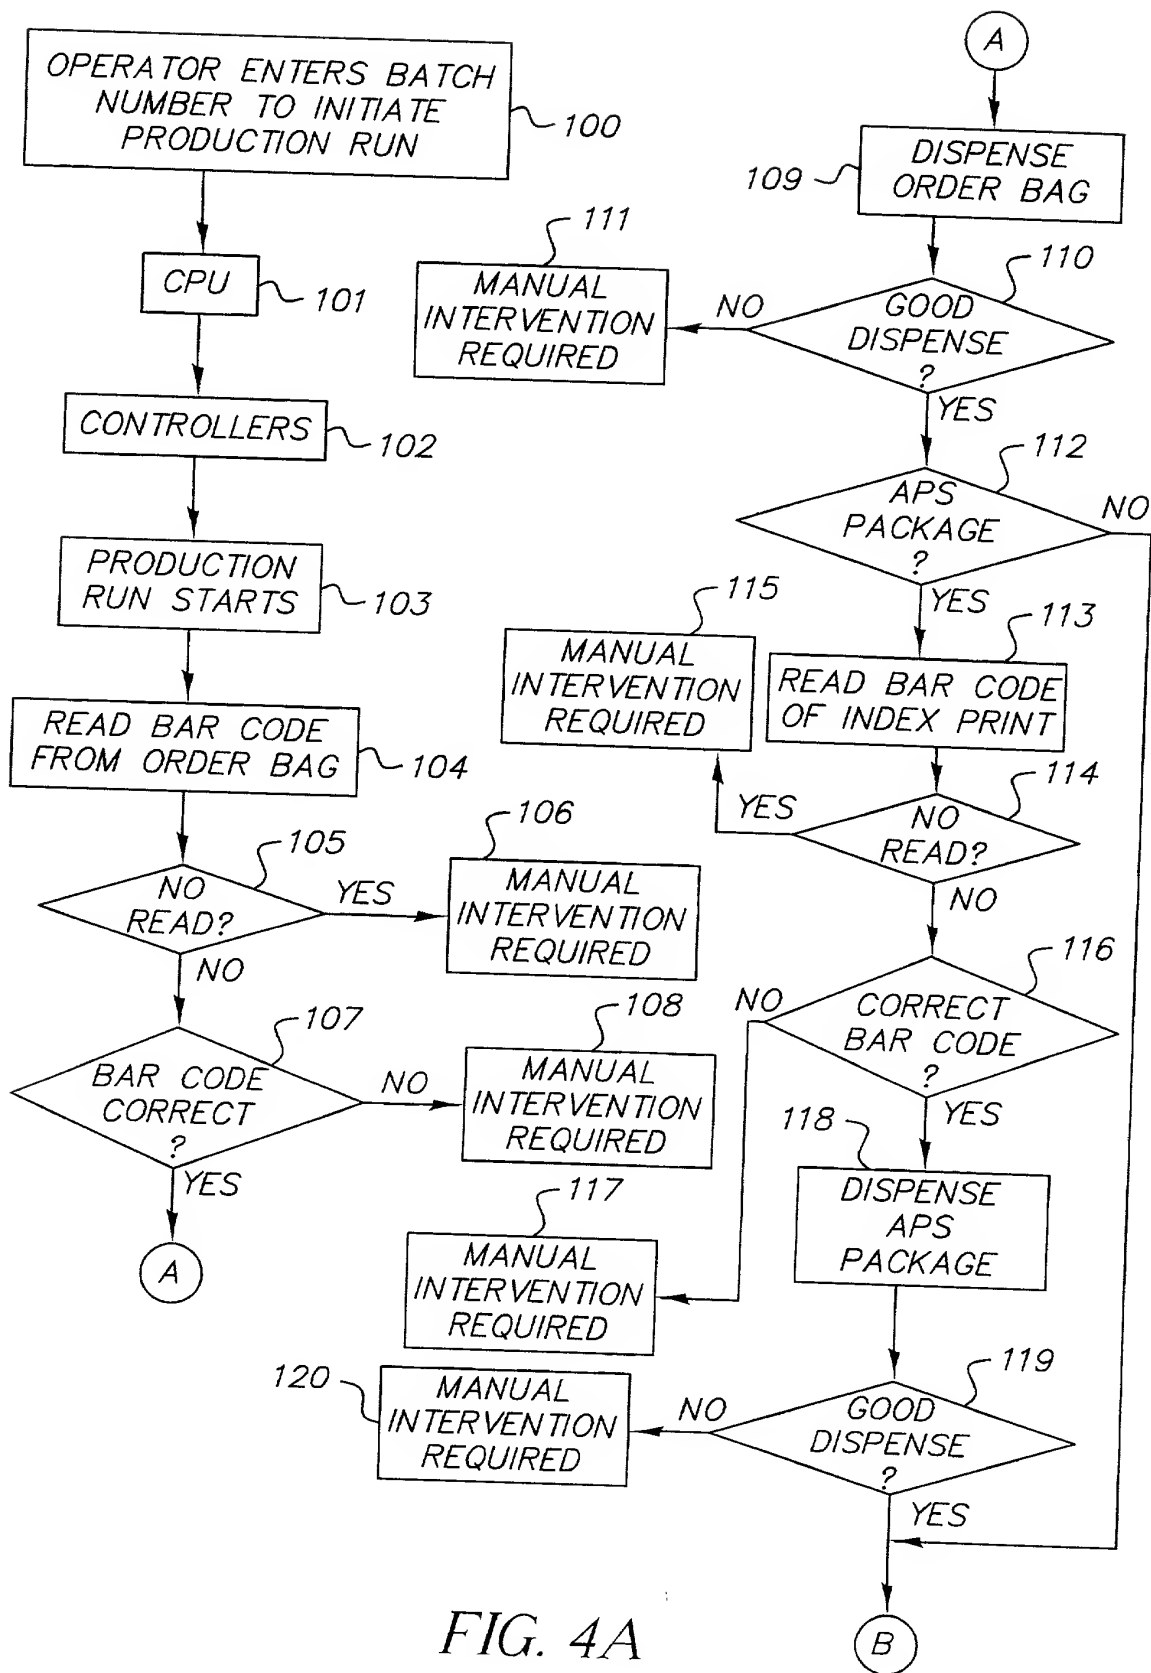 OPERATOR ENTERS BATCH
NUMBER TO INITIATE
PRODUCTION RUN
100
CPU
101
CONTROLLERS
102
PRODUCTION
RUN STARTS
103
READ BAR CODE
FROM ORDER BAG
104
105
NO
READ?
YES
106
MANUAL
INTERVENTION
REQUIRED
NO
107
BAR CODE
CORRECT
?
NO
108
MANUAL
INTERVENTION
REQUIRED
YES
A
A
DISPENSE
ORDER BAG
109
110
GOOD
DISPENSE
?
NO
111
MANUAL
INTERVENTION
REQUIRED
YES
112
APS
PACKAGE
?
NO
YES
113
READ BAR CODE
OF INDEX PRINT
114
NO
READ?
YES
115
MANUAL
INTERVENTION
REQUIRED
NO
116
CORRECT
BAR CODE
?
NO
117
MANUAL
INTERVENTION
REQUIRED
YES
118
DISPENSE
APS
PACKAGE
119
GOOD
DISPENSE
?
NO
120
MANUAL
INTERVENTION
REQUIRED
YES
B
FIG. 4A